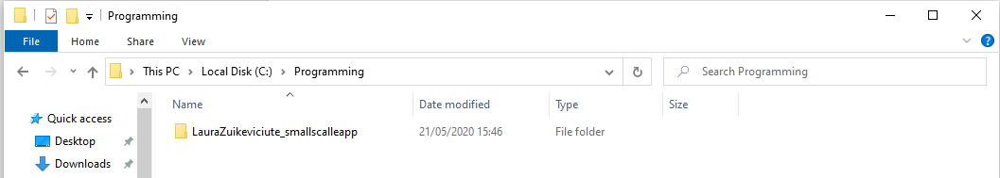 Programming
File Home Share View
This PC Local Disk (C:) Programming Search Programming
Name Date modified Type Size
Quick access
LauraZuikeviciute_smallscalleapp 21/05/2020 15:46 File folder
Desktop
Downloads